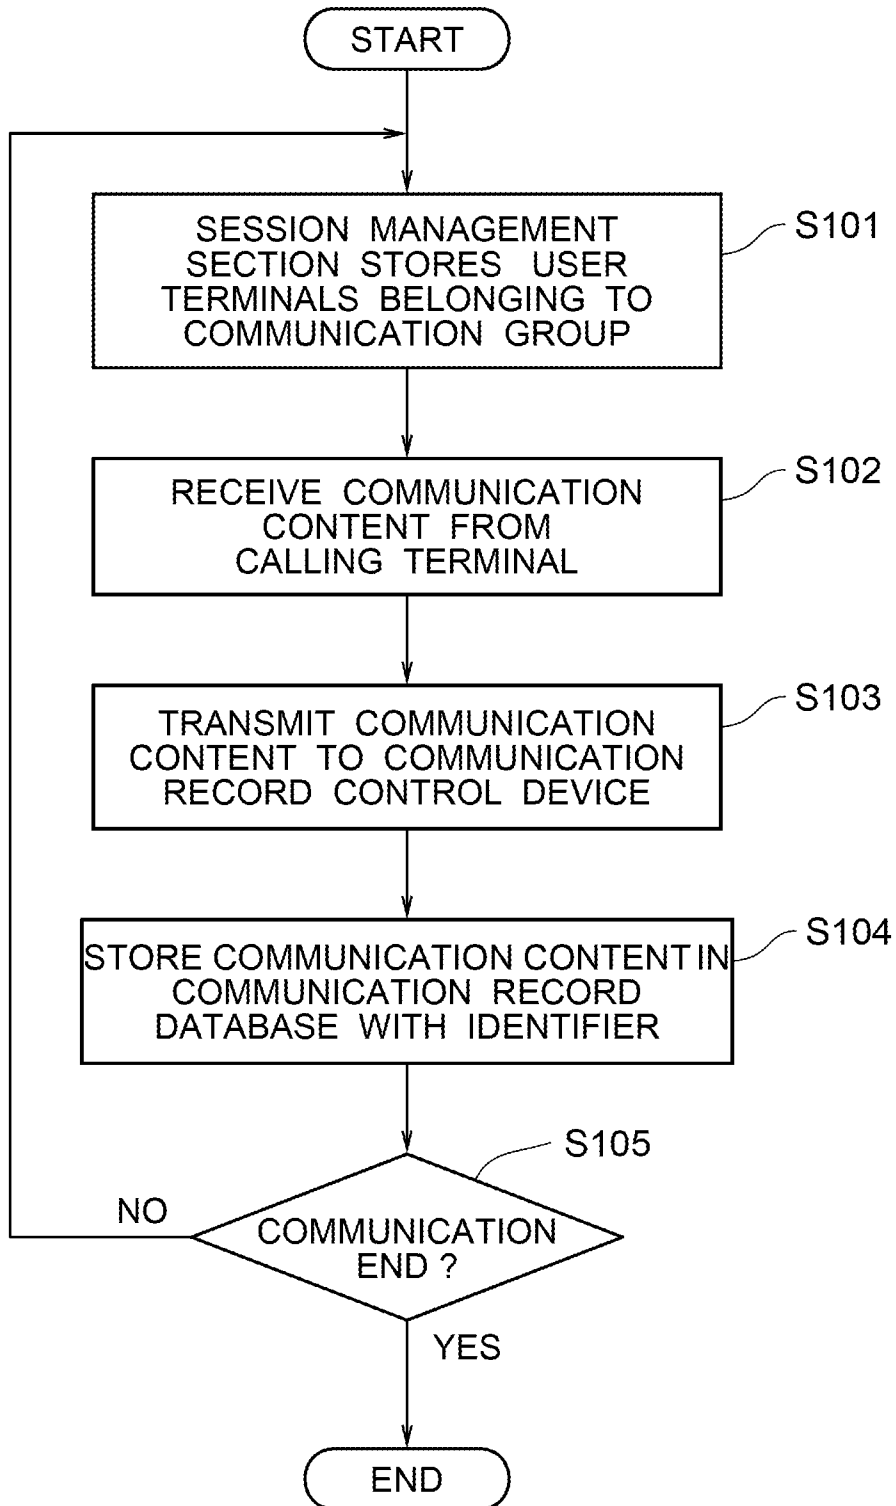 START
SESSION MANAGEMENT
SECTION STORES USER
TERMINALS BELONGING TO
COMMUNICATION GROUP
S101
RECEIVE COMMUNICATION
CONTENT FROM
CALLING TERMINAL
S102
TRANSMIT COMMUNICATION
CONTENT TO COMMUNICATION
RECORD CONTROL DEVICE
S103
STORE COMMUNICATION CONTENT IN
COMMUNICATION RECORD
DATABASE WITH IDENTIFIER
S104
S105
NO
COMMUNICATION
END ?
YES
END